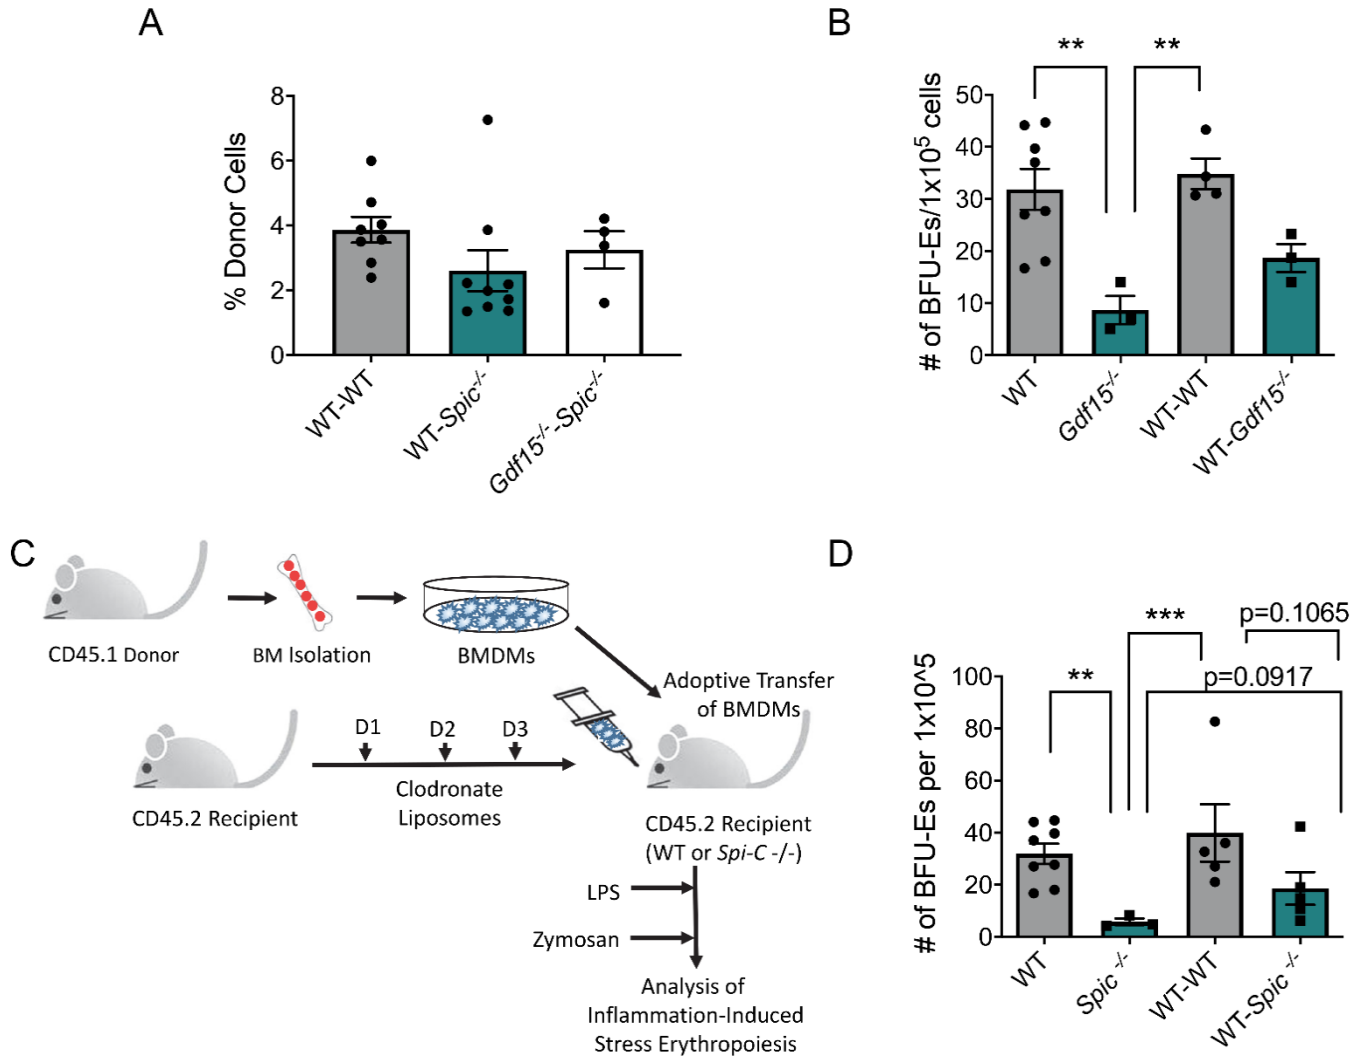 A
% Donor Cells
8
6
4
2
0
WT-WT
WT-Spic-/-
Gdf15-/--Spic-/-
B
** **
# of BFU-Es/1x10^5 cells
50
40
30
20
10
0
WT
Gdf15-/-
WT-WT
WT-Gdf15-/-
C
CD45.1 Donor
BM Isolation
BMDMs
Adoptive Transfer
of BMDMs
D1 D2 D3
Clodronate
Liposomes
CD45.2 Recipient
CD45.2 Recipient
(WT or Spi-C -/-)
LPS
Zymosan
Analysis of
Inflammation-Induced
Stress Erythropoiesis
D
p=0.1065
***
p=0.0917
**
# of BFU-Es per 1x10^5
100
80
60
40
20
0
WT
Spic -/-
WT-WT
WT-Spic -/-